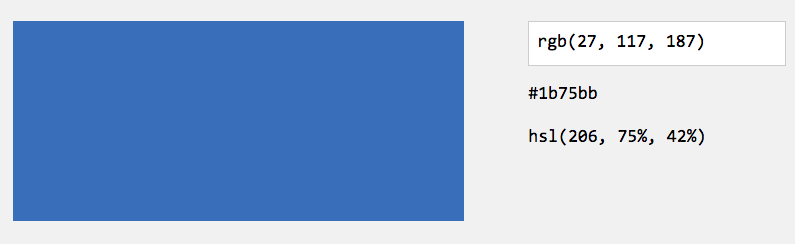 rgb(27, 117, 187)
#1b75bb
hsl(206, 75%, 42%)